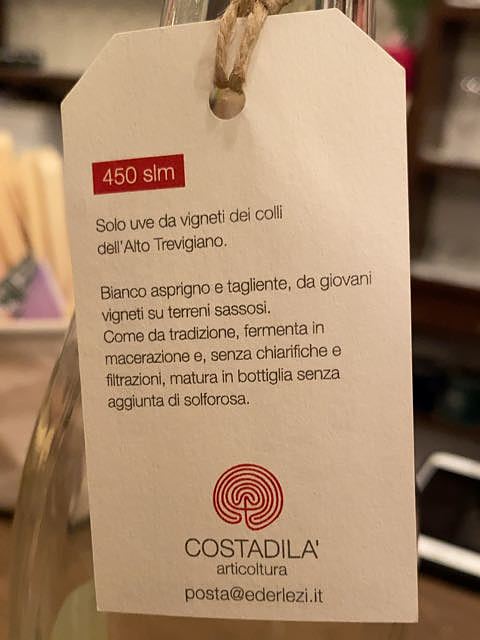 450 slm
Solo uve da vigneti dei colli
dell'Alto Trevigiano.
Bianco asprigno e tagliente, da giovani
vigneti su terreni sassosi.
Come da tradizione, fermenta in
macerazione e, senza chiarifiche e
filtrazioni, matura in bottiglia senza
aggiunta di solforosa.
COSTADILA'
articoltura
posta@ederlezi.it